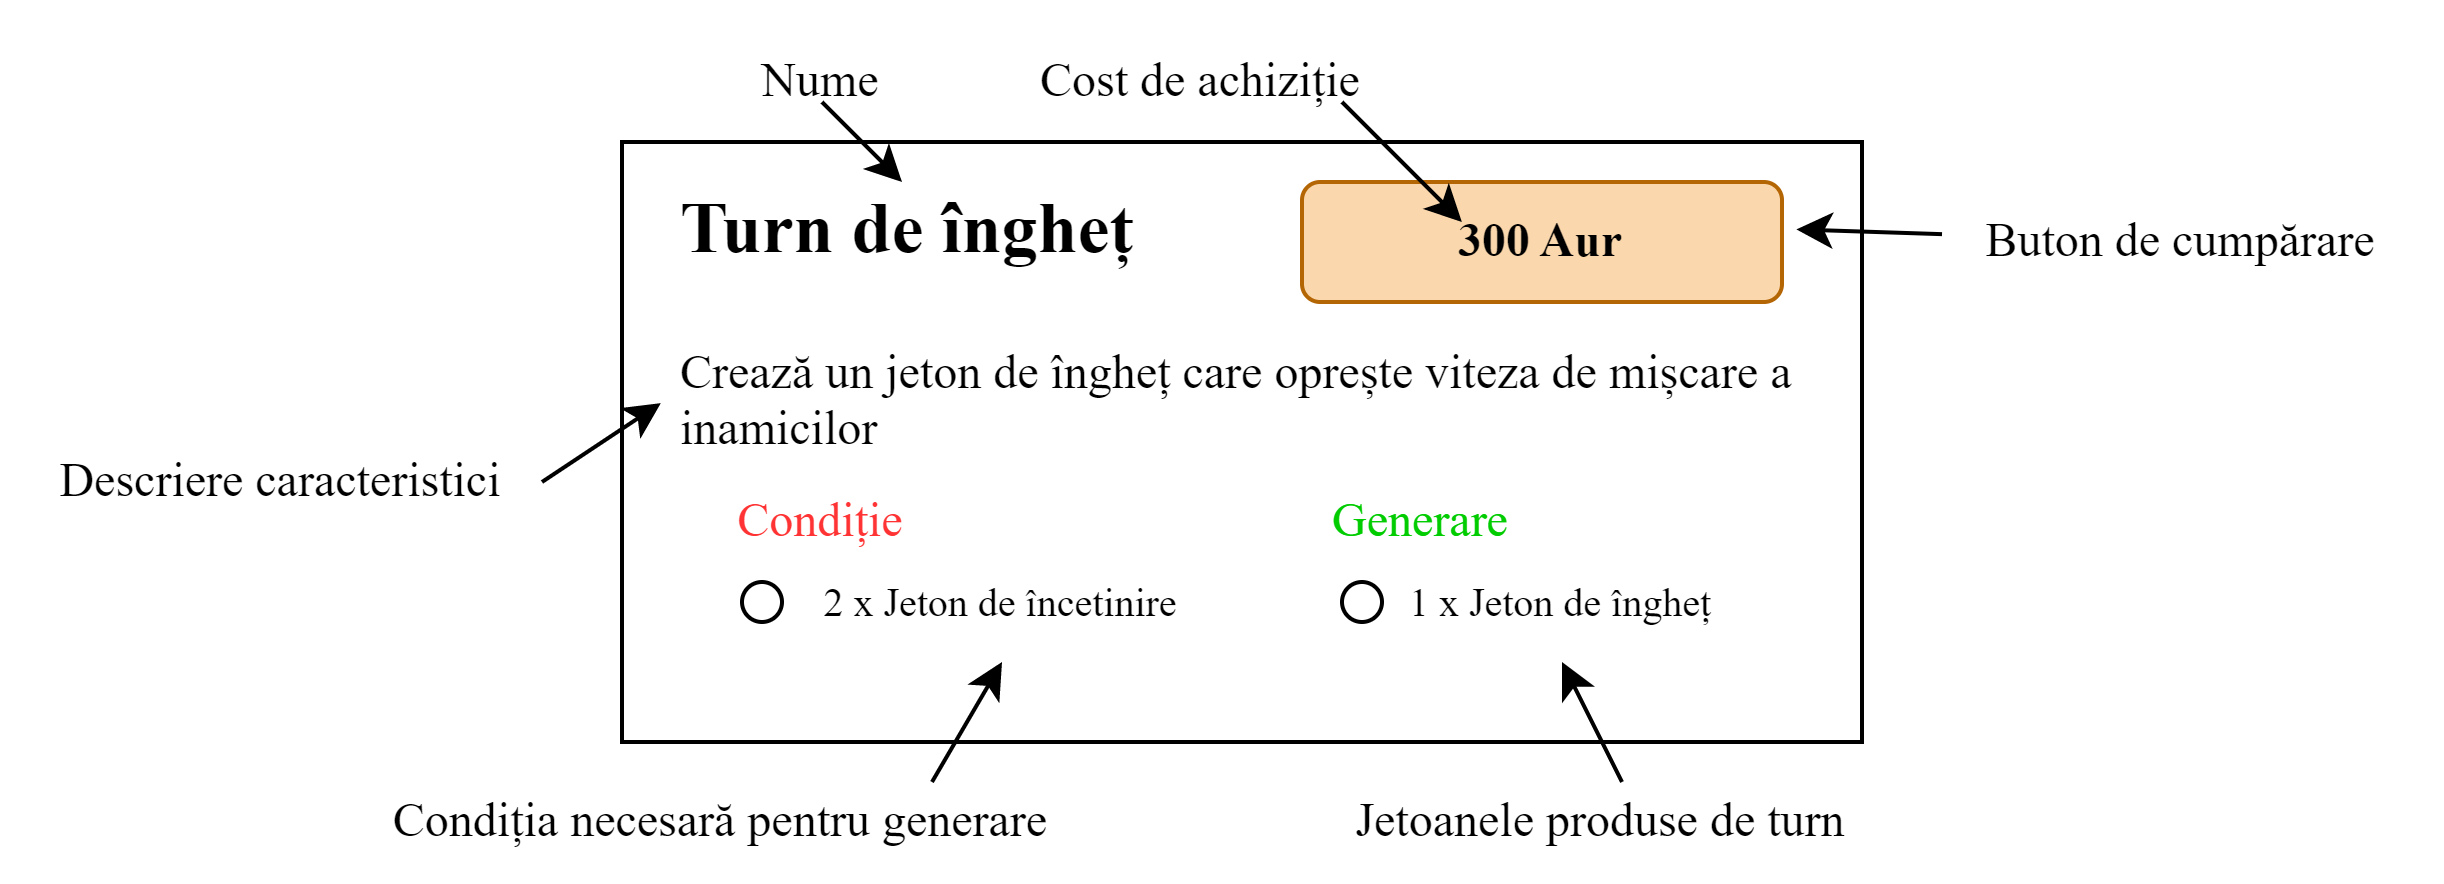 Nume
Cost de achiziție
Turn de îngheț
300 Aur
Buton de cumpărare
Crează un jeton de îngheț care oprește viteza de mișcare a
inamicilor
Descriere caracteristici
Condiție
Generare
2 x Jeton de încetinire
1 x Jeton de îngheț
Condiția necesară pentru generare
Jetoanele produse de turn